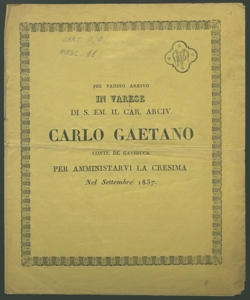 PEL FAUSTO ARRIVO
IN VARESE
DI S. EM. IL CAR. ARCIV.
CARLO GAETANO
CONTE DE GAYSRUCK
PER AMMINISTARVI LA CRESIMA
Nel Settembre 1837.